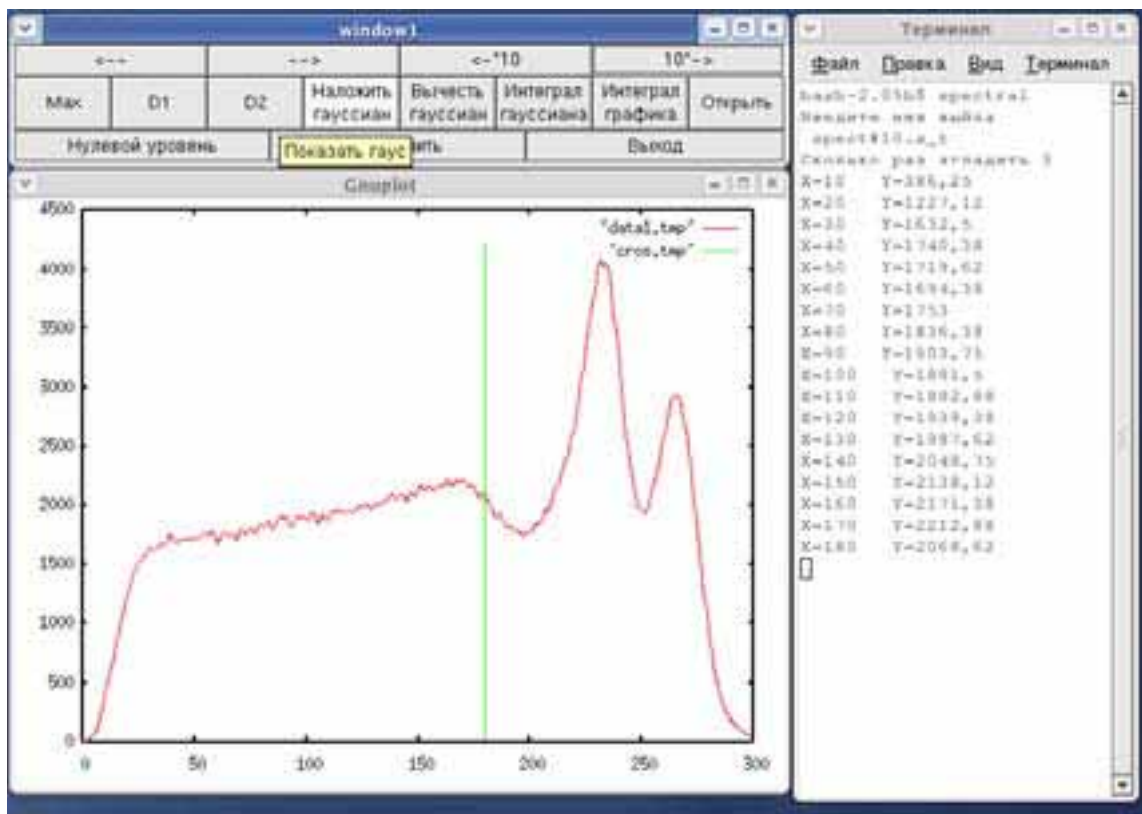 window1
<-- --> <-*10 10*->
Max D1 D2 Наложить гауссиан Вычесть гауссиан Интеграл гауссиана Интеграл графика Открыть
Нулевой уровень Показать гаус ить Выход
Gnuplot
"data1.tmp"
"cros.tmp"
4500
4000
3500
3000
2500
2000
1500
1000
500
0
0 50 100 150 200 250 300
Терминал
Файл Правка Вид Терминал
bash-2.05b$ spectral
Введите имя файла
Сколько раз сгладить 3
X=10 Y=386,25
X=20 Y=1227,12
X=30 Y=1632,5
X=40 Y=1740,38
X=50 Y=1719,62
X=60 Y=1694,38
X=70 Y=1753
X=80 Y=1836,38
X=90 Y=1903,75
X=100 Y=1881,5
X=110 Y=1882,88
X=120 Y=1939,38
X=130 Y=1987,62
X=140 Y=2048,75
X=150 Y=2138,12
X=160 Y=2171,38
X=170 Y=2212,88
X=180 Y=2068,62